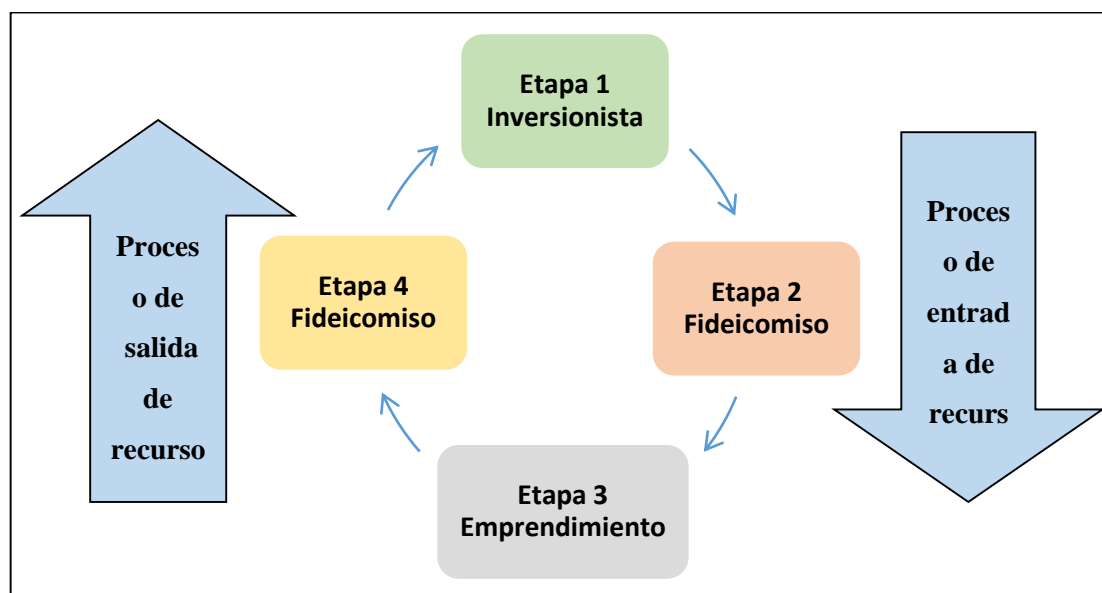 Etapa 1
Inversionista
Proces
o de
salida
de
recurso
Etapa 4
Fideicomiso
Etapa 2
Fideicomiso
Proces
o de
entrad
a de
recurs
Etapa 3
Emprendimiento